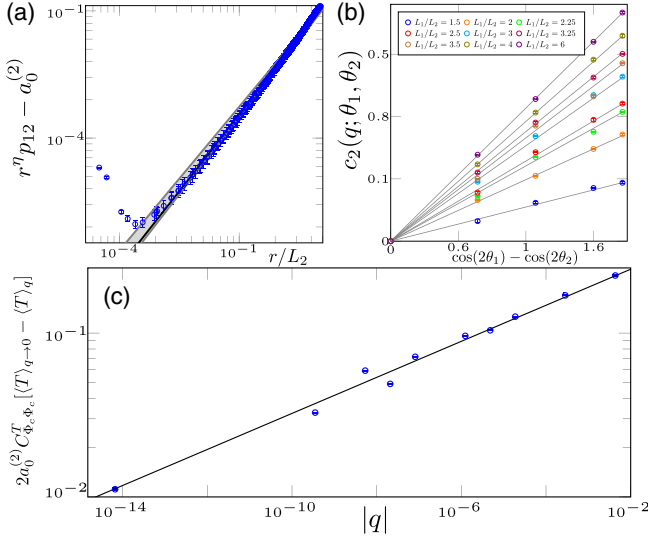 (a)
10^{-1}
10^{-4}
r^η p_{12} − a_0^{(2)}
10^{-4}
10^{-1}
r/L_2
(b)
L_1/L_2 = 1.5
L_1/L_2 = 2
L_1/L_2 = 2.25
L_1/L_2 = 2.5
L_1/L_2 = 3
L_1/L_2 = 3.25
L_1/L_2 = 3.5
L_1/L_2 = 4
L_1/L_2 = 6
c_2(q; θ_1, θ_2)
0.5
0.8
0.1
0
0
0.6
1.2
1.6
cos(2θ_1) − cos(2θ_2)
(c)
2a_0^{(2)} C^T_{Φ_cΦ_c} [⟨T⟩_{q→0} − ⟨T⟩_q]
10^{-1}
10^{-2}
10^{-14}
10^{-10}
10^{-6}
10^{-2}
|q|